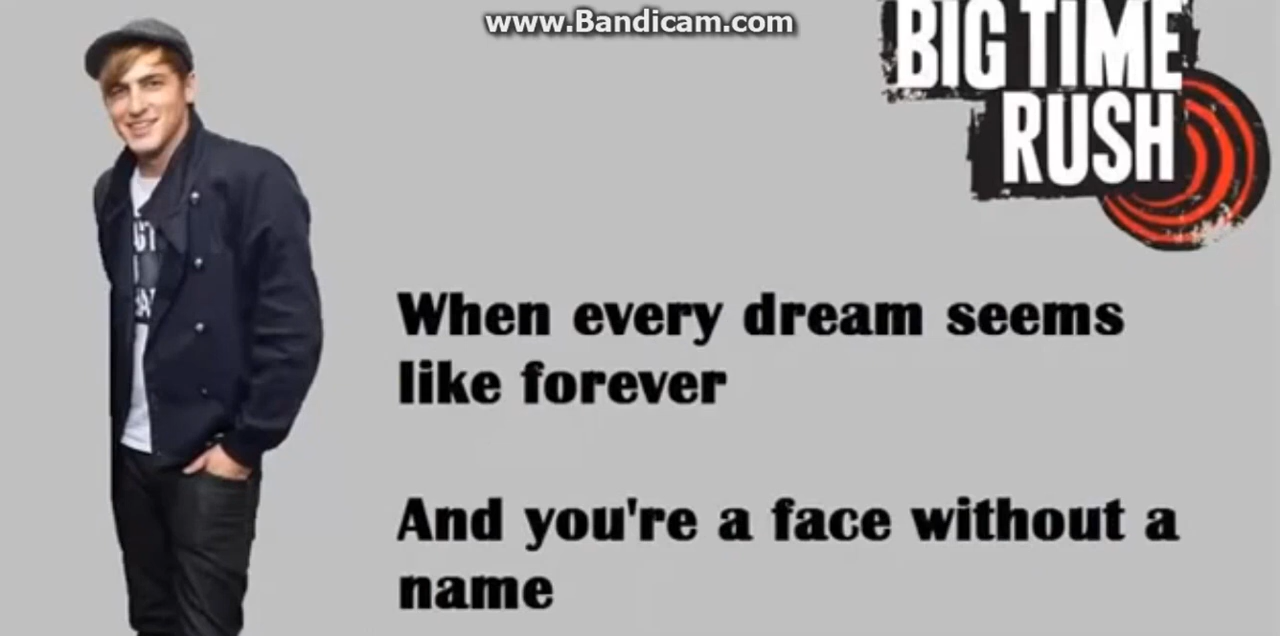 www.Bandicam.com
BIG TIME
RUSH
When every dream seems
like forever
And you're a face without a
name